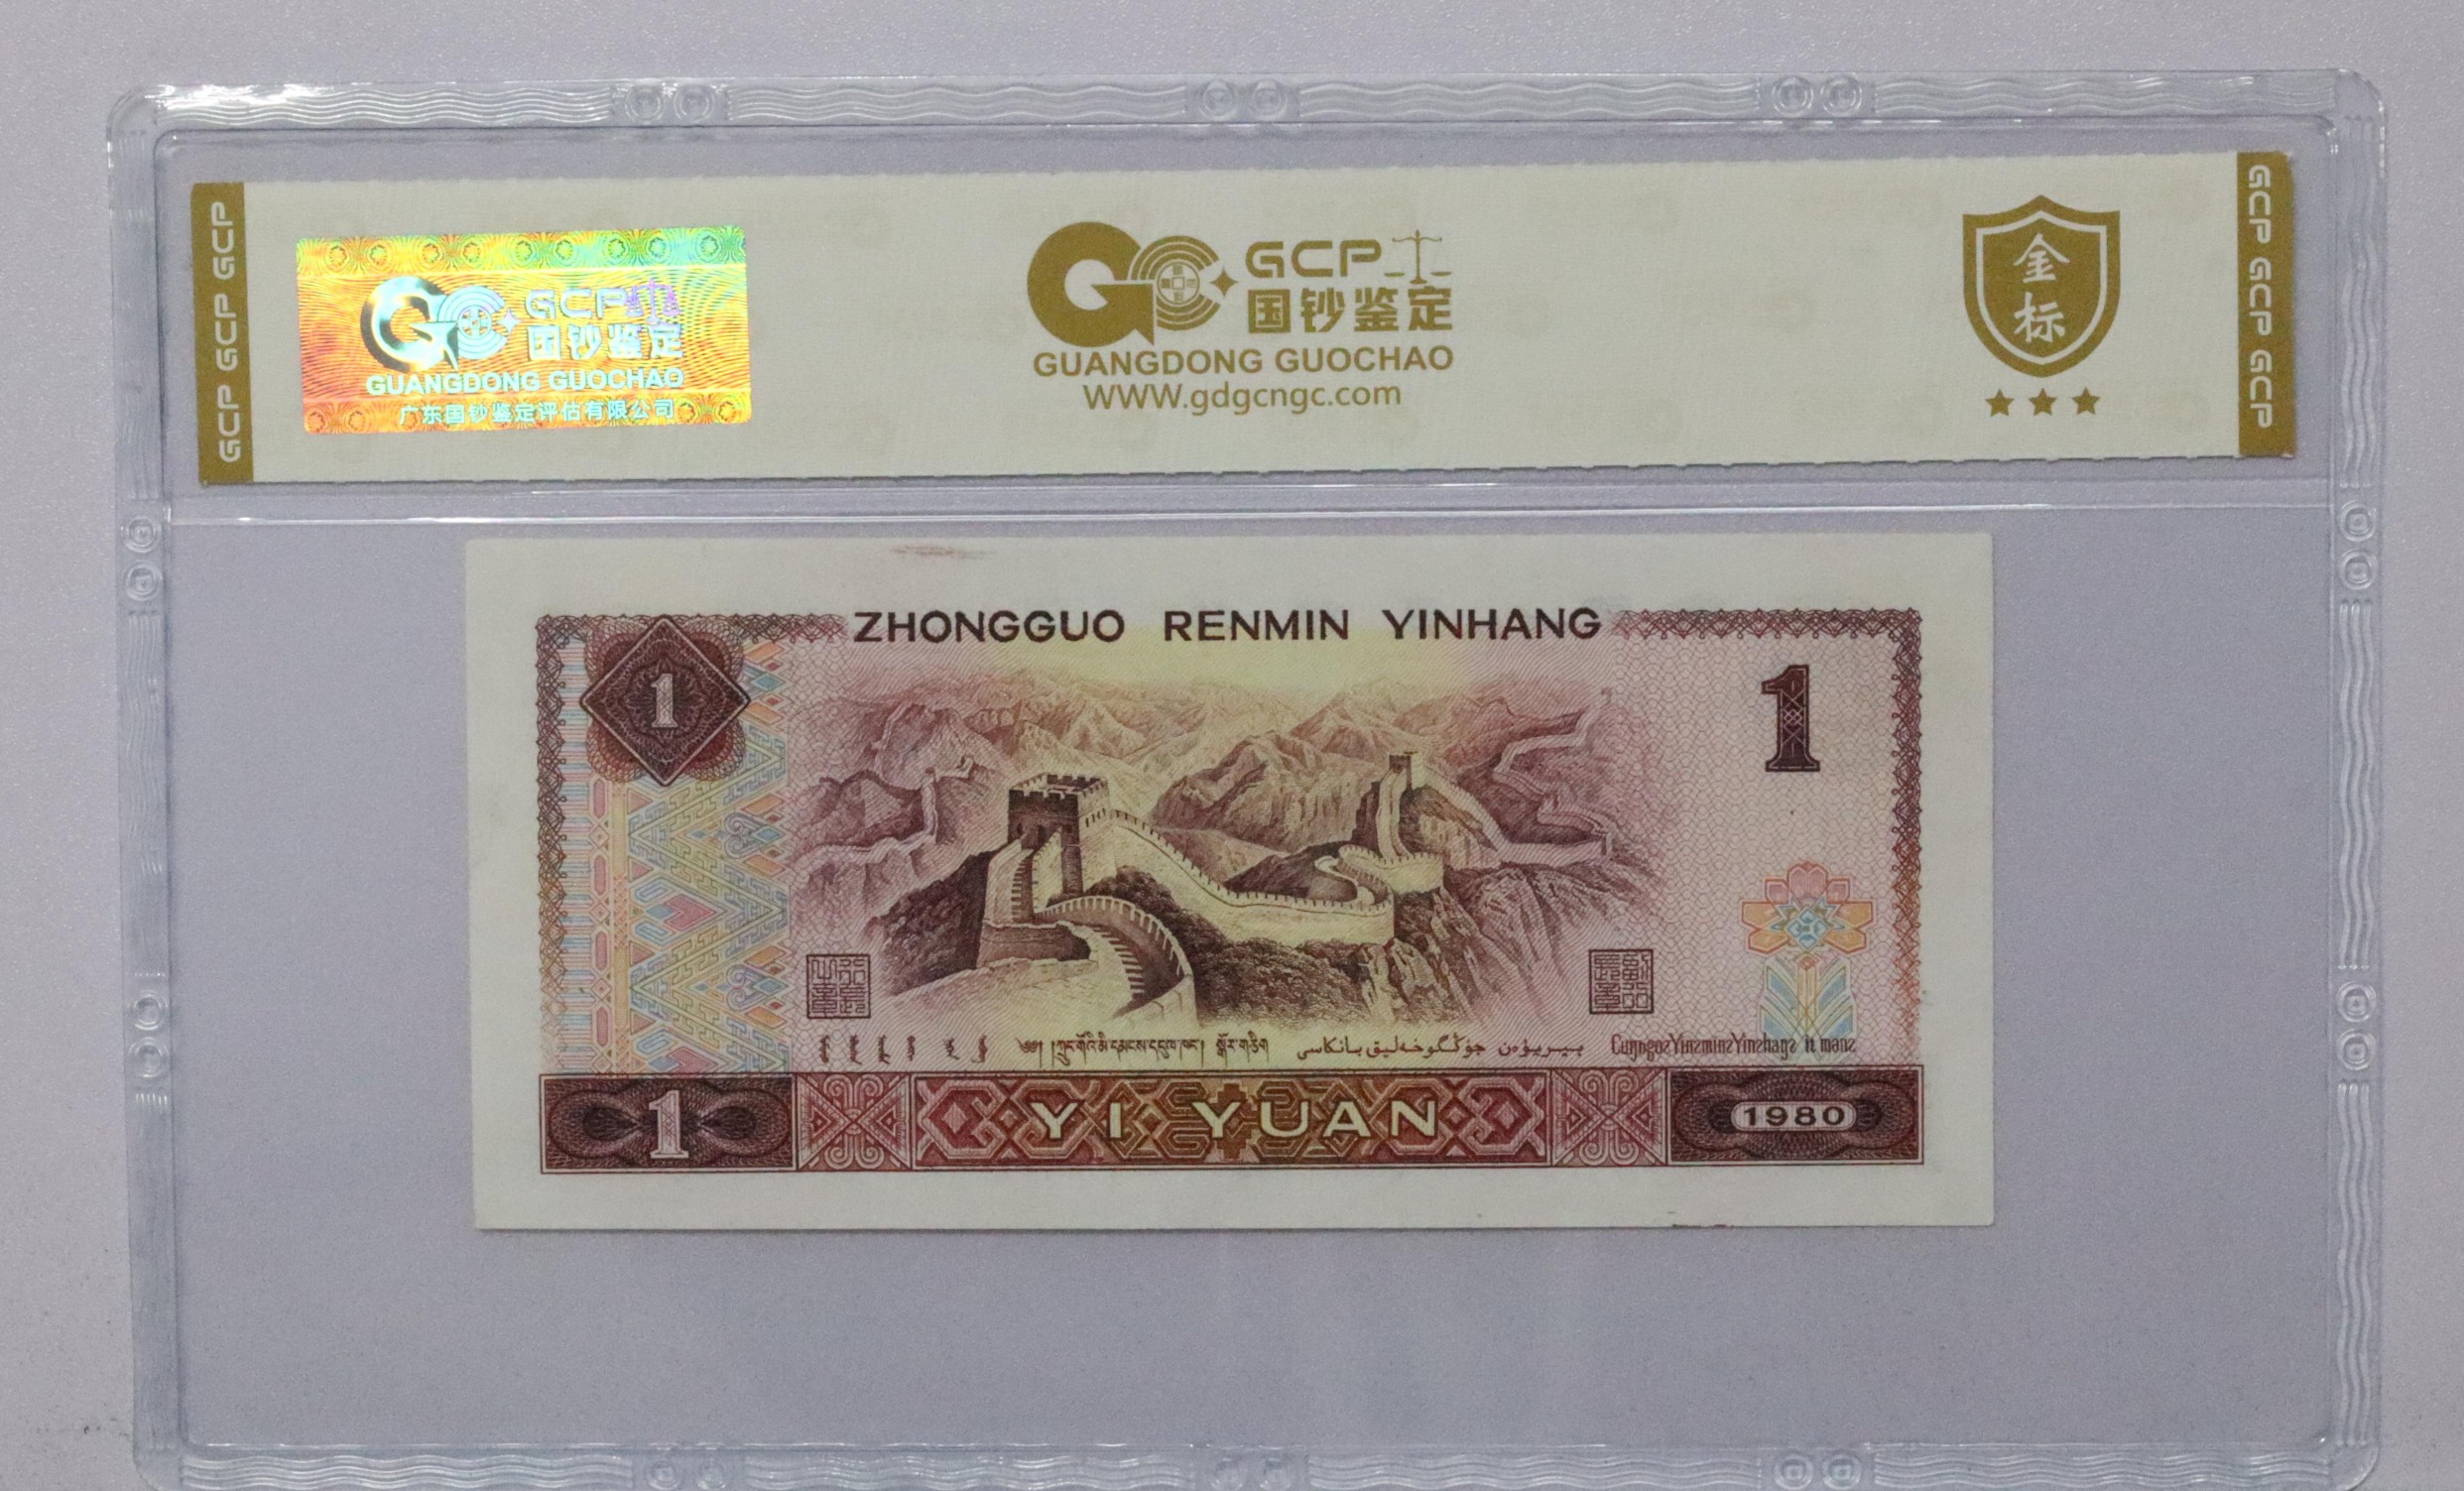 GCP GCP GCP
GCP
国钞鉴定
GUANGDONG GUOCHAO
广东国钞鉴定评估有限公司
GCP
国钞鉴定
GUANGDONG GUOCHAO
WWW.gdgcngc.com
金
标
GCP GCP GCP
ZHONGGUO RENMIN YINHANG
1
1
YI YUAN
1
1980